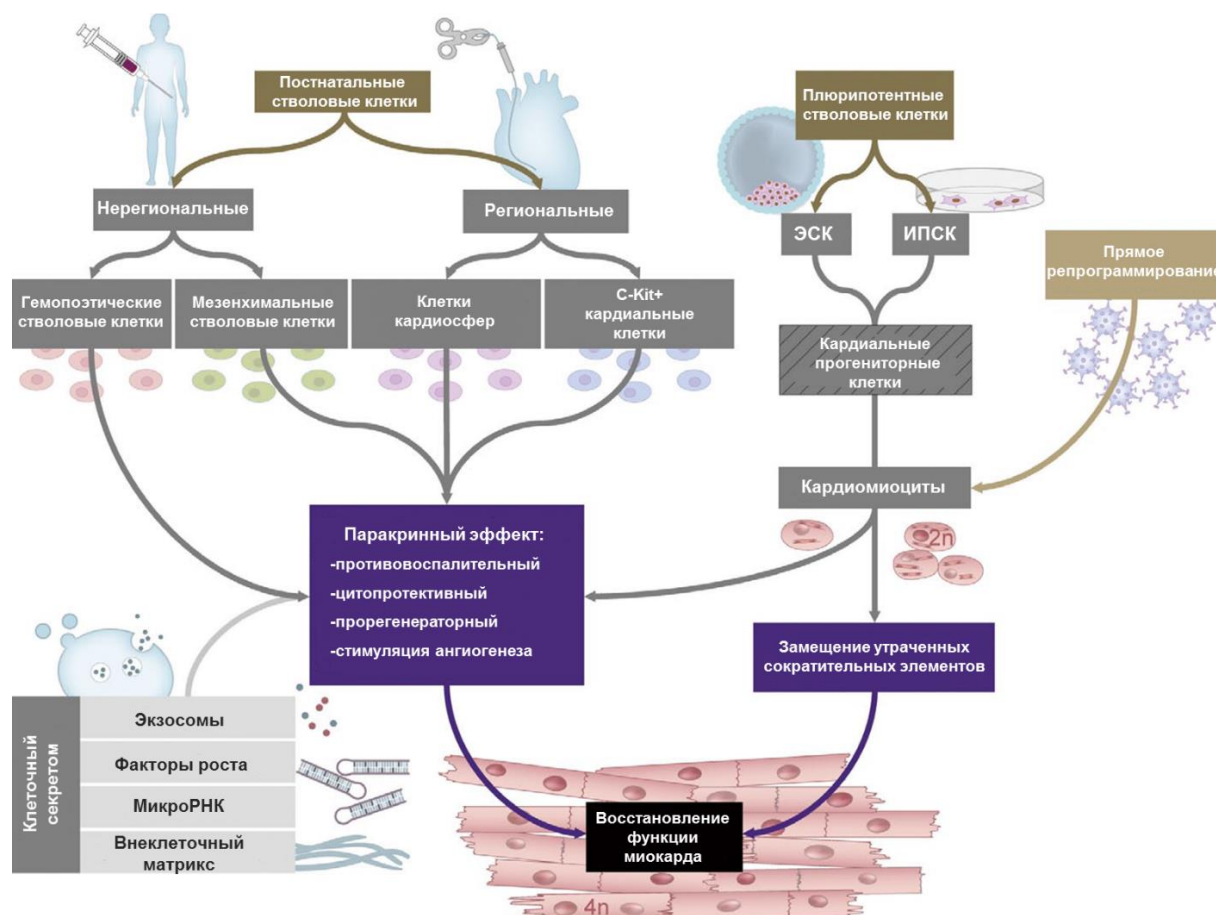 Постнатальные
стволовые клетки
Плюрипотентные
стволовые клетки
Нерегиональные
Региональные
ЭСК
ИПСК
Прямое
репрограммирование
Гемопоэтические
стволовые клетки
Мезенхимальные
стволовые клетки
Клетки
кардиосфер
C-Kit+
кардиальные
клетки
Кардиальные
прогениторные
клетки
Кардиомиоциты
2n
Паракринный эффект:
-противовоспалительный
-цитопротективный
-прорегенераторный
-стимуляция ангиогенеза
Замещение утраченных
сократительных элементов
Клеточный
секретом
Экзосомы
Факторы роста
МикроРНК
Внеклеточный
матрикс
Восстановление
функции
миокарда
4n